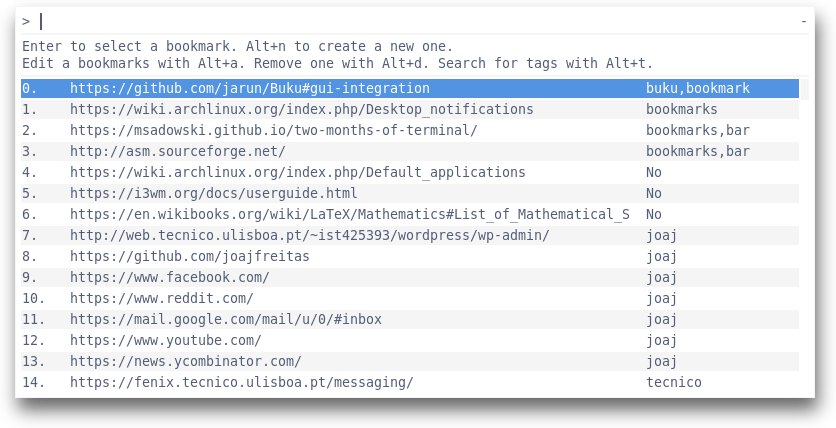 > -
Enter to select a bookmark. Alt+n to create a new one.
Edit a bookmarks with Alt+a. Remove one with Alt+d. Search for tags with Alt+t.
0. https://github.com/jarun/Buku#gui-integration buku,bookmark
1. https://wiki.archlinux.org/index.php/Desktop_notifications bookmarks
2. https://msadowski.github.io/two-months-of-terminal/ bookmarks,bar
3. http://asm.sourceforge.net/ bookmarks,bar
4. https://wiki.archlinux.org/index.php/Default_applications No
5. https://i3wm.org/docs/userguide.html No
6. https://en.wikibooks.org/wiki/LaTeX/Mathematics#List_of_Mathematical_S No
7. http://web.tecnico.ulisboa.pt/~ist425393/wordpress/wp-admin/ joaj
8. https://github.com/joajfreitas joaj
9. https://www.facebook.com/ joaj
10. https://www.reddit.com/ joaj
11. https://mail.google.com/mail/u/0/#inbox joaj
12. https://www.youtube.com/ joaj
13. https://news.ycombinator.com/ joaj
14. https://fenix.tecnico.ulisboa.pt/messaging/ tecnico